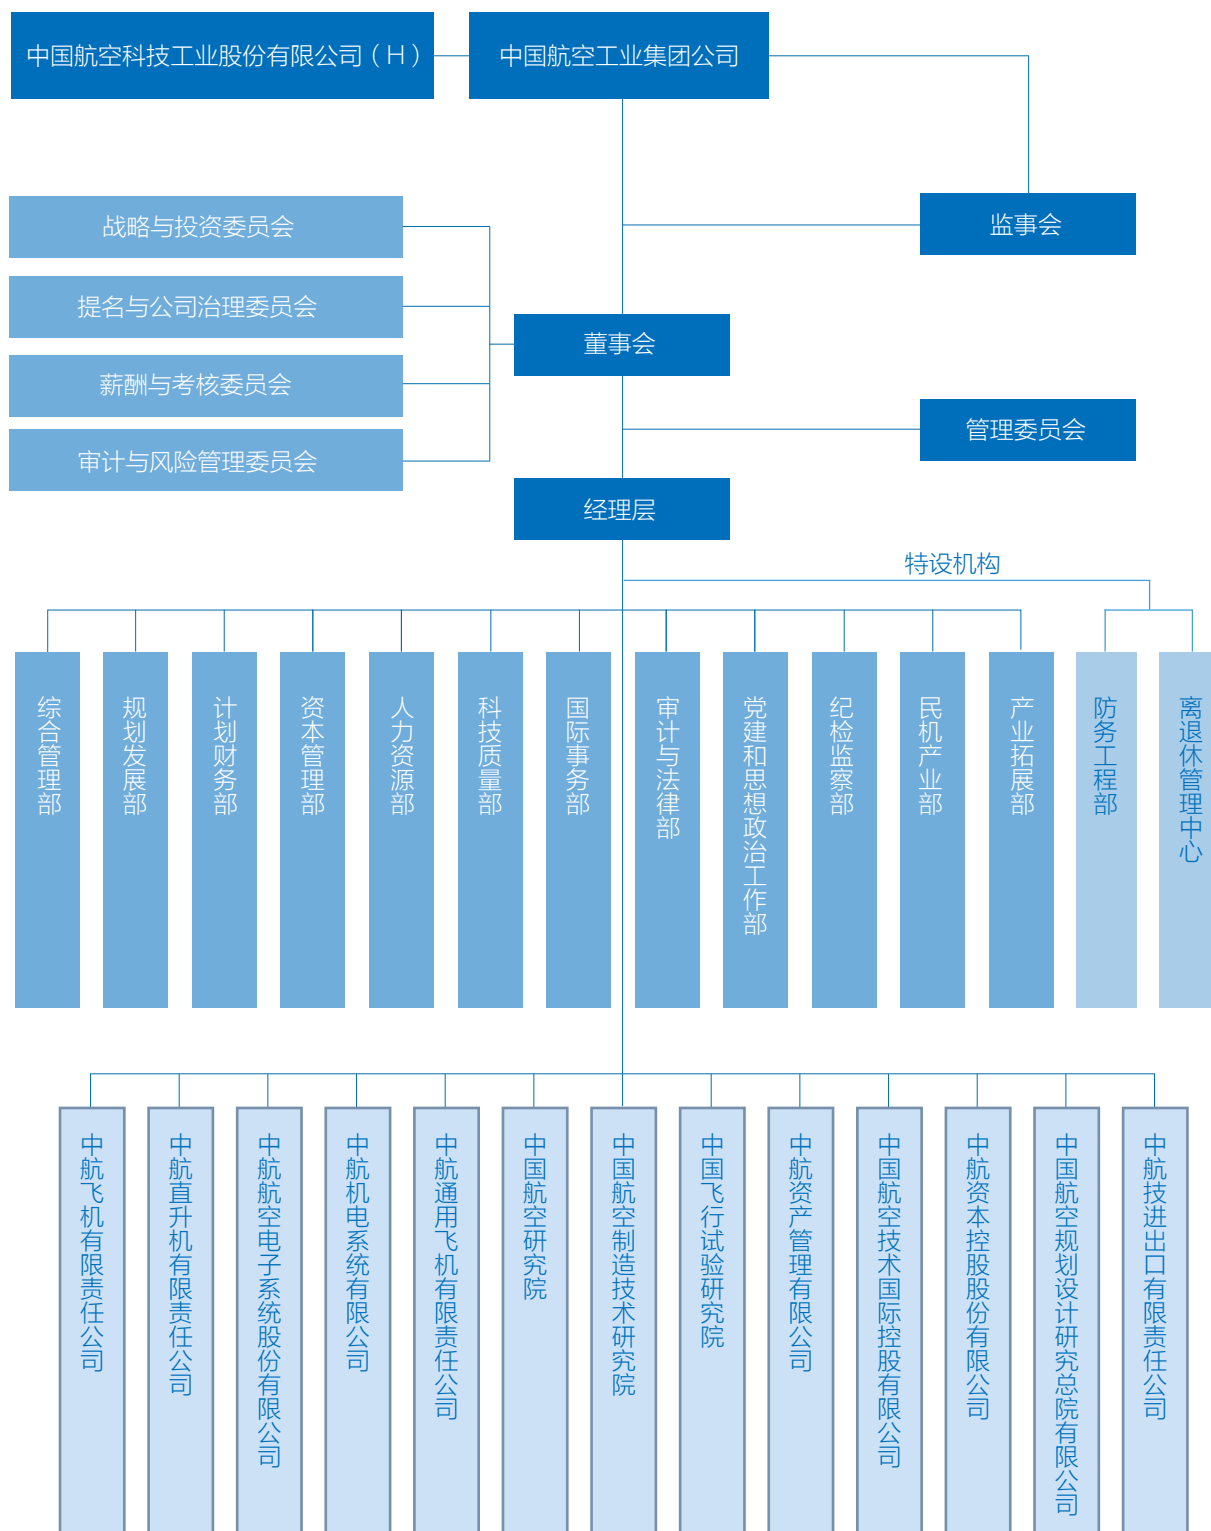 中国航空科技工业股份有限公司（H）
中国航空工业集团公司
战略与投资委员会
监事会
提名与公司治理委员会
董事会
薪酬与考核委员会
管理委员会
审计与风险管理委员会
经理层
特设机构
综合管理部
规划发展部
计划财务部
资本管理部
人力资源部
科技质量部
国际事务部
审计与法律部
党建和思想政治工作部
纪检监察部
民机产业部
产业拓展部
防务工程部
离退休管理中心
中航飞机有限责任公司
中航直升机有限责任公司
中航航空电子系统股份有限公司
中航机电系统有限公司
中航通用飞机有限责任公司
中国航空研究院
中国航空制造技术研究院
中国飞行试验研究院
中航资产管理有限公司
中国航空技术国际控股有限公司
中航资本控股股份有限公司
中国航空规划设计研究总院有限公司
中航技进出口有限责任公司